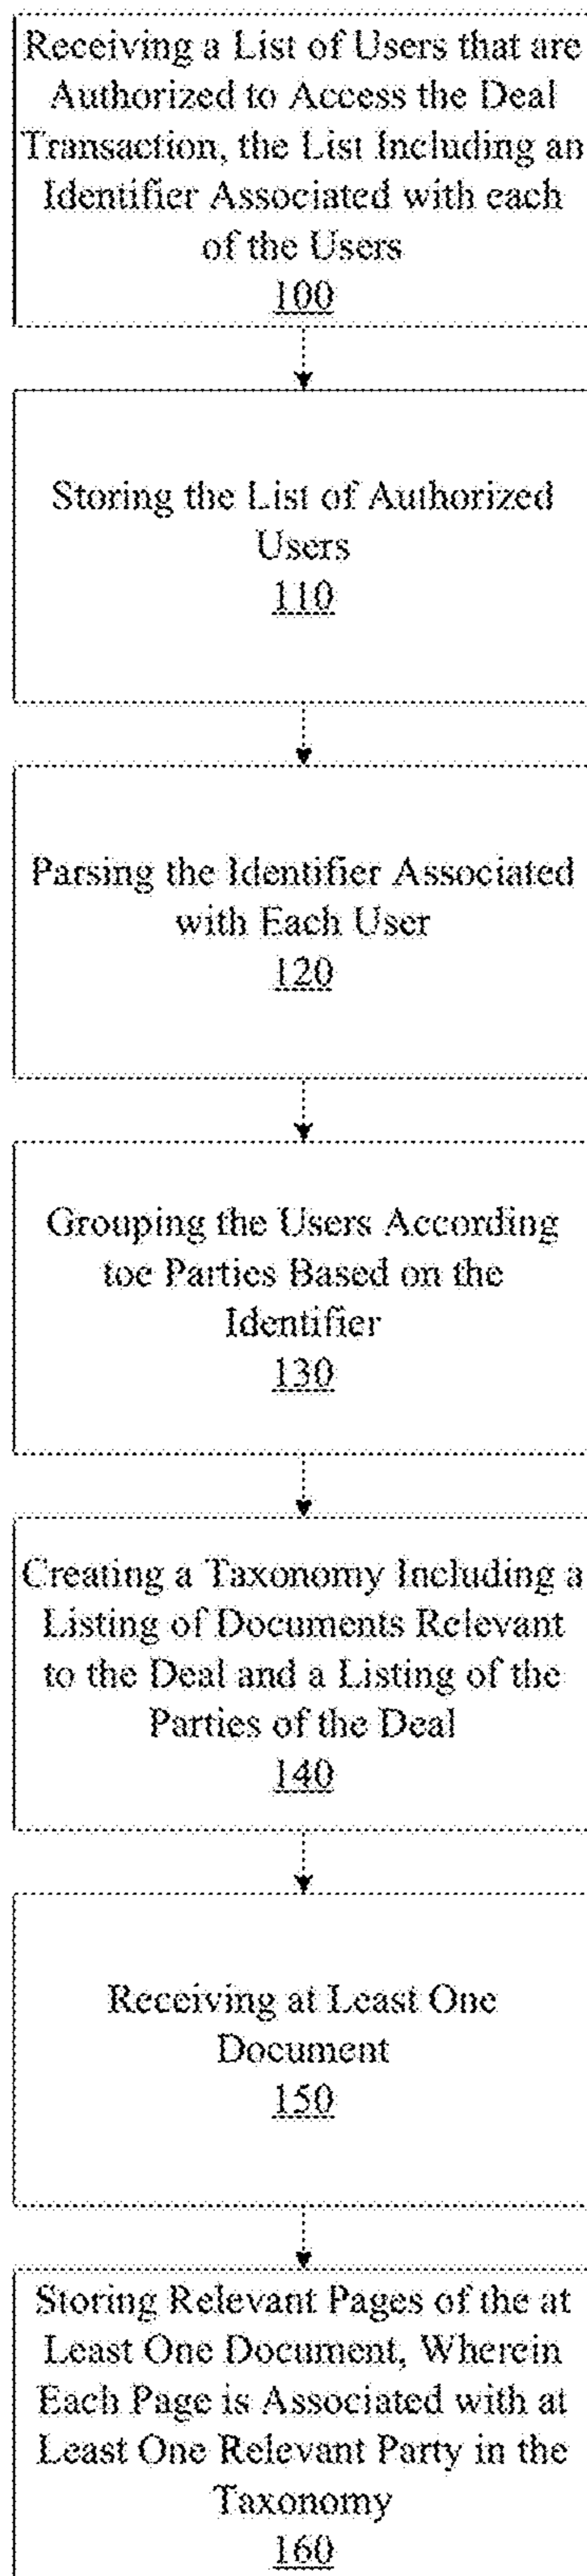 Receiving a List of Users that are
Authorized to Access the Deal
Transaction, the List Including an
Identifier Associated with each
of the Users
100
Storing the List of Authorized
Users
110
Parsing the Identifier Associated
with Each User
120
Grouping the Users According
toe Parties Based on the
Identifier
130
Creating a Taxonomy Including a
Listing of Documents Relevant
to the Deal and a Listing of the
Parties of the Deal
140
Receiving at Least One
Document
150
Storing Relevant Pages of the at
Least One Document, Wherein
Each Page is Associated with at
Least One Relevant Party in the
Taxonomy
160